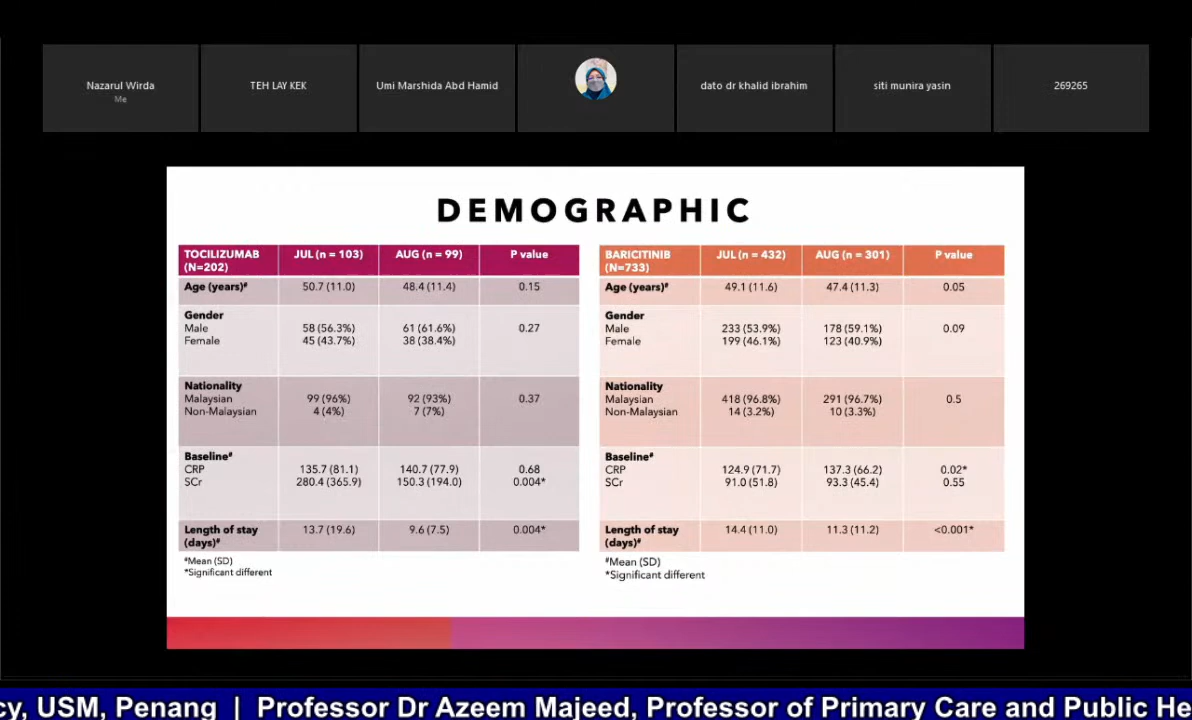 Nazarul Wirda
Me
TEH LAY KEK
Umi Marshida Abd Hamid
dato dr khalid ibrahim
siti munira yasin
269265
DEMOGRAPHIC
TOCILIZUMAB (N=202) JUL (n = 103) AUG (n = 99) P value
Age (years)# 50.7 (11.0) 48.4 (11.4) 0.15
Gender
Male 58 (56.3%) 61 (61.6%) 0.27
Female 45 (43.7%) 38 (38.4%)
Nationality
Malaysian 99 (96%) 92 (93%) 0.37
Non-Malaysian 4 (4%) 7 (7%)
Baseline#
CRP 135.7 (81.1) 140.7 (77.9) 0.68
SCr 280.4 (365.9) 150.3 (194.0) 0.004*
Length of stay (days)# 13.7 (19.6) 9.6 (7.5) 0.004*
#Mean (SD)
*Significant different
BARICITINIB (N=733) JUL (n = 432) AUG (n = 301) P value
Age (years)# 49.1 (11.6) 47.4 (11.3) 0.05
Gender
Male 233 (53.9%) 178 (59.1%) 0.09
Female 199 (46.1%) 123 (40.9%)
Nationality
Malaysian 418 (96.8%) 291 (96.7%) 0.5
Non-Malaysian 14 (3.2%) 10 (3.3%)
Baseline#
CRP 124.9 (71.7) 137.3 (66.2) 0.02*
SCr 91.0 (51.8) 93.3 (45.4) 0.55
Length of stay (days)# 14.4 (11.0) 11.3 (11.2) <0.001*
#Mean (SD)
*Significant different
cy, USM, Penang | Professor Dr Azeem Majeed, Professor of Primary Care and Public He